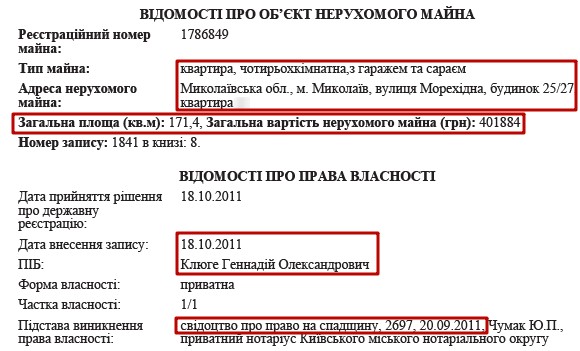 ВІДОМОСТІ ПРО ОБ’ЄКТ НЕРУХОМОГО МАЙНА
Реєстраційний номер майна: 1786849
Тип майна: квартира, чотирьохкімнатна,з гаражем та сараєм
Адреса нерухомого майна: Миколаївська обл., м. Миколаїв, вулиця Морехідна, будинок 25/27
квартира
Загальна площа (кв.м): 171,4, Загальна вартість нерухомого майна (грн): 401884
Номер запису: 1841 в книзі: 8.
ВІДОМОСТІ ПРО ПРАВА ВЛАСНОСТІ
Дата прийняття рішення про державну реєстрацію: 18.10.2011
Дата внесення запису: 18.10.2011
ПІБ: Клюге Геннадій Олександрович
Форма власності: приватна
Частка власності: 1/1
Підстава виникнення права власності: свідоцтво про право на спадщину, 2697, 20.09.2011, Чумак Ю.П.,
приватний нотаріус Київського міського нотаріального округу